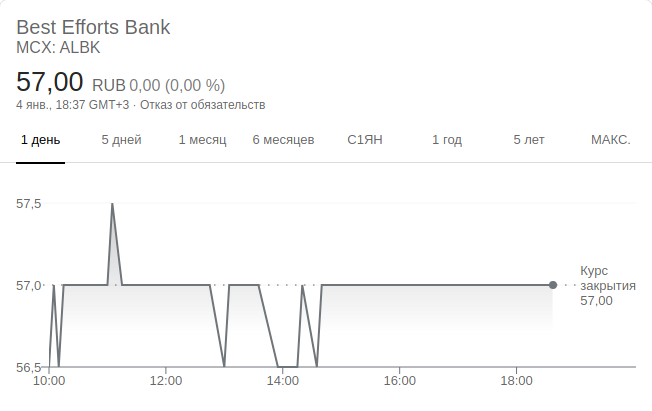 Best Efforts Bank
MCX: ALBK
57,00 RUB 0,00 (0,00 %)
4 янв., 18:37 GMT+3 · Отказ от обязательств
1 день 5 дней 1 месяц 6 месяцев С1ЯН 1 год 5 лет МАКС.
57,5
57,0
56,5
Курс
закрытия
57,00
10:00 12:00 14:00 16:00 18:00